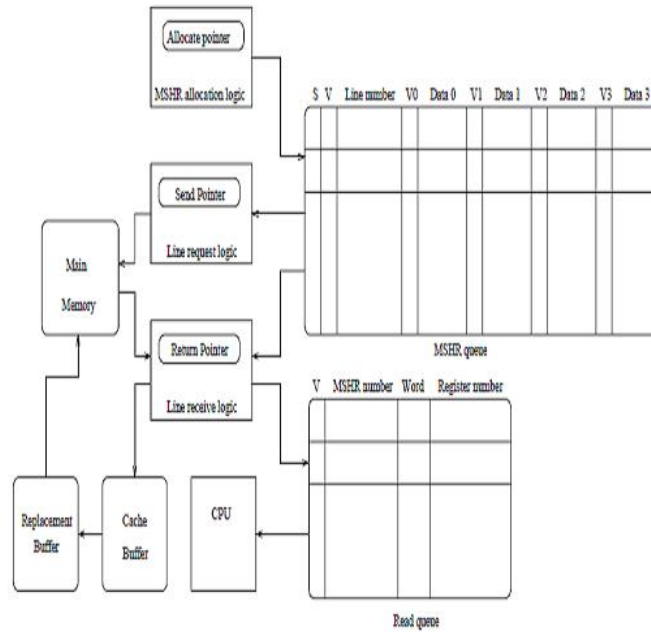 Allocate pointer
MSHR allocation logic
S V Line number V0 Data 0 V1 Data 1 V2 Data 2 V3 Data 3
Send Pointer
Line request logic
Main
Memory
Return Pointer
Line receive logic
MSHR queue
V MSHR number Word Register number
Replacement
Buffer
Cache
Buffer
CPU
Read queue